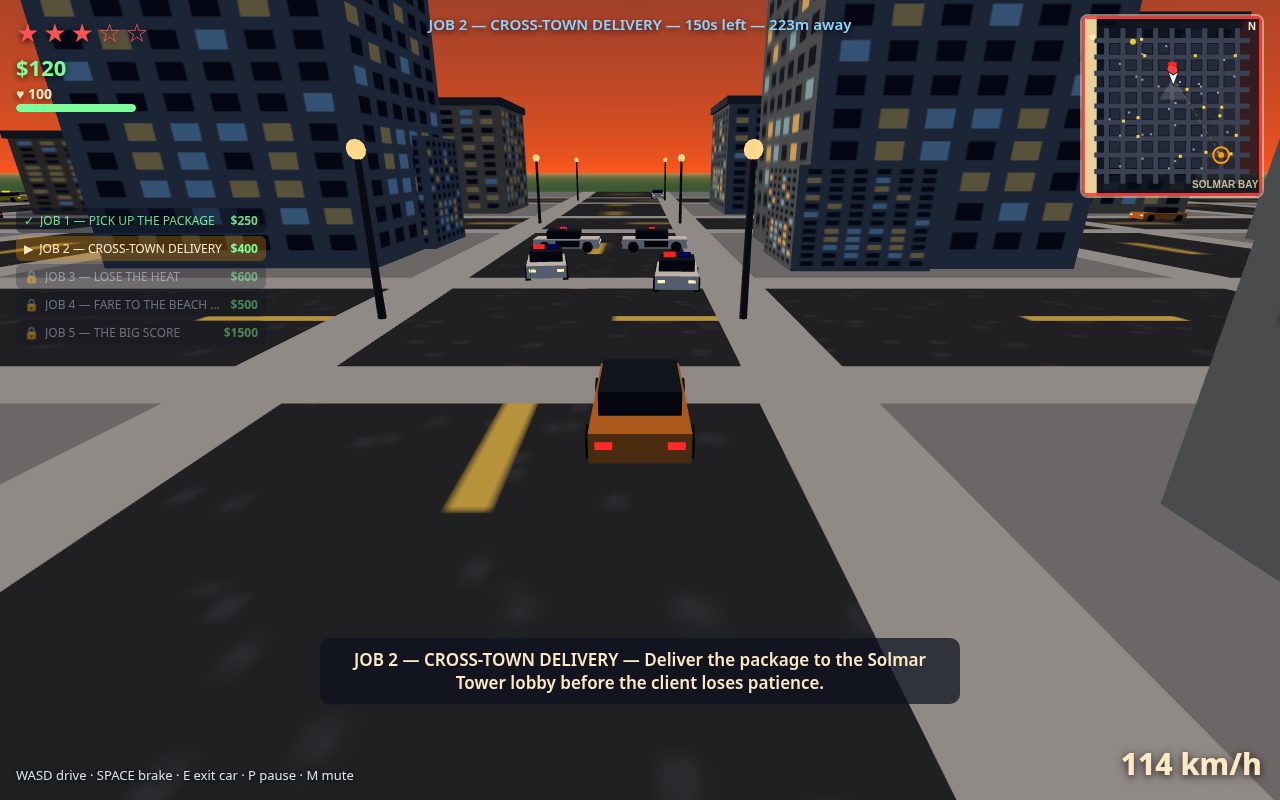 JOB 2 — CROSS-TOWN DELIVERY — 150s left — 223m away
★★★☆☆
$120
♥ 100
N
SOLMAR BAY
✓ JOB 1 — PICK UP THE PACKAGE $250
▶ JOB 2 — CROSS-TOWN DELIVERY $400
🔒 JOB 3 — LOSE THE HEAT $600
🔒 JOB 4 — FARE TO THE BEACH ... $500
🔒 JOB 5 — THE BIG SCORE $1500
JOB 2 — CROSS-TOWN DELIVERY — Deliver the package to the Solmar
Tower lobby before the client loses patience.
WASD drive · SPACE brake · E exit car · P pause · M mute
114 km/h